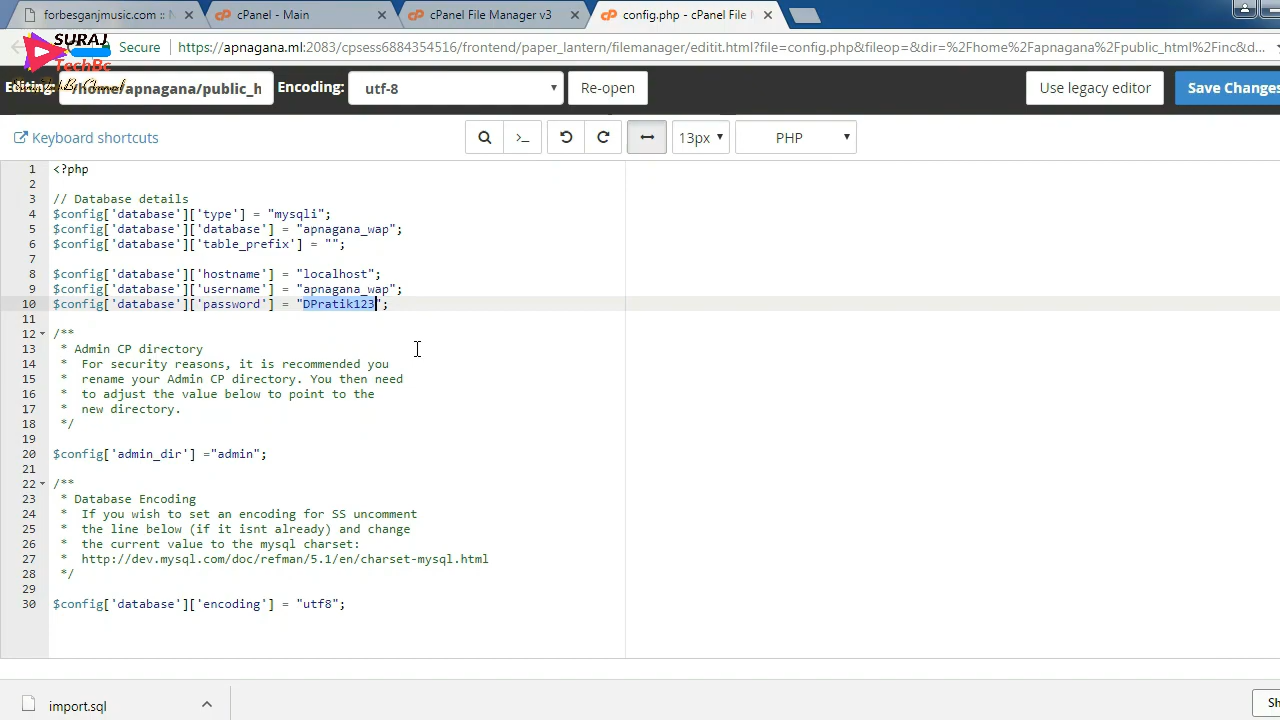 forbesganjmusic.com :: N
cPanel - Main
cPanel File Manager v3
config.php - cPanel File M
SURAJ
TechBc
Secure
https://apnagana.ml:2083/cpsess6884354516/frontend/paper_lantern/filemanager/editit.html?
fig.php&fileop=&dir=%2Fhome%2Fapnagana%2Fpublic_html%2Finc&d...
Editing:
/home/apnagana/public_h
Encoding:
utf-8
Re-open
Use legacy editor
Save Changes
Keyboard shortcuts
13px
PHP
1 <?php
2
3 // Database details
4 $config['database']['type'] = "mysqli";
5 $config['database']['database'] = "apnagana_wap";
6 $config['database']['table_prefix'] = "";
7
8 $config['database']['hostname'] = "localhost";
9 $config['database']['username'] = "apnagana_wap";
10 $config['database']['password'] = "DPratik123";
11
12 /**
13 * Admin CP directory
14 * For security reasons, it is recommended you
15 * rename your Admin CP directory. You then need
16 * to adjust the value below to point to the
17 * new directory.
18 */
19
20 $config['admin_dir'] ="admin";
21
22 /**
23 * Database Encoding
24 * If you wish to set an encoding for SS uncomment
25 * the line below (if it isnt already) and change
26 * the current value to the mysql charset:
27 * http://dev.mysql.com/doc/refman/5.1/en/charset-mysql.html
28 */
29
30 $config['database']['encoding'] = "utf8";
import.sql
Sh